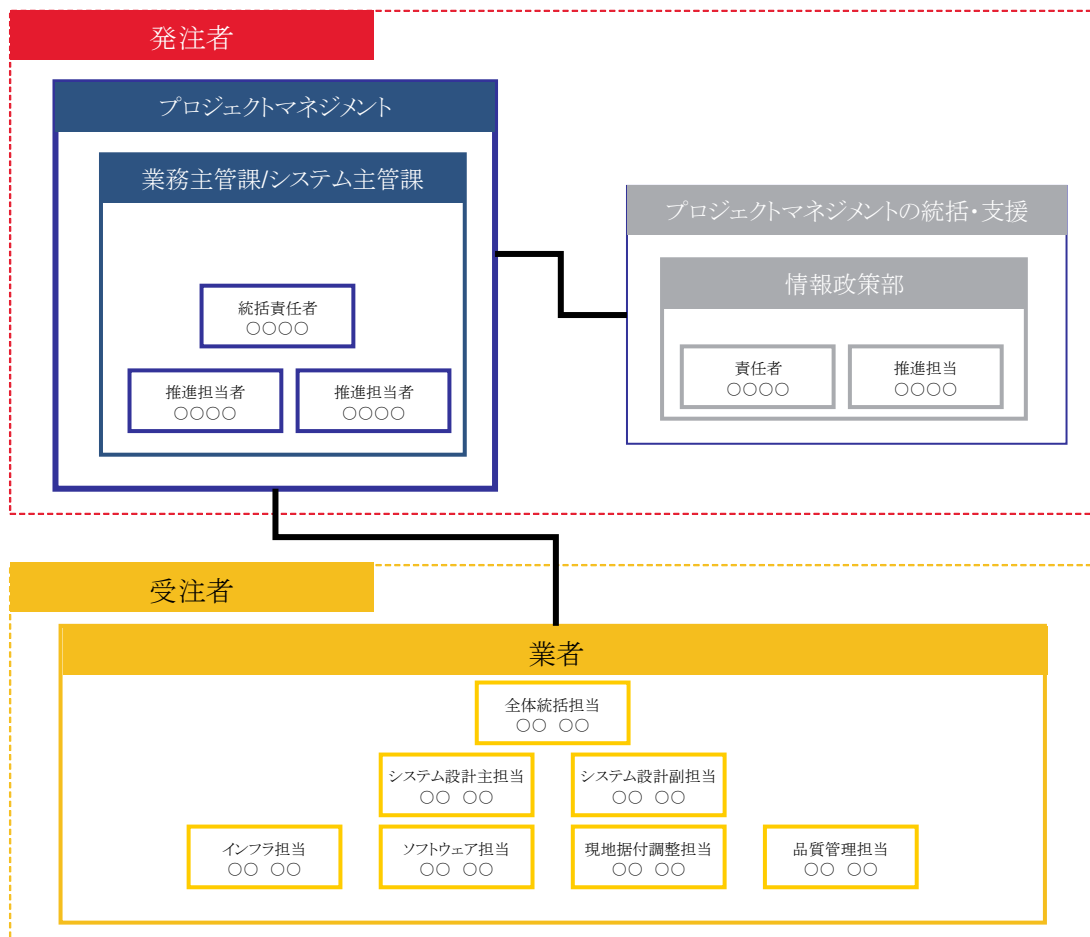 発注者
プロジェクトマネジメント
業務主管課/システム主管課
統括責任者
○○○○
推進担当者
○○○○
推進担当者
○○○○
プロジェクトマネジメントの統括・支援
情報政策部
責任者
○○○○
推進担当
○○○○
受注者
業者
全体統括担当
○○ ○○
システム設計主担当
○○ ○○
システム設計副担当
○○ ○○
インフラ担当
○○ ○○
ソフトウェア担当
○○ ○○
現地据付調整担当
○○ ○○
品質管理担当
○○ ○○